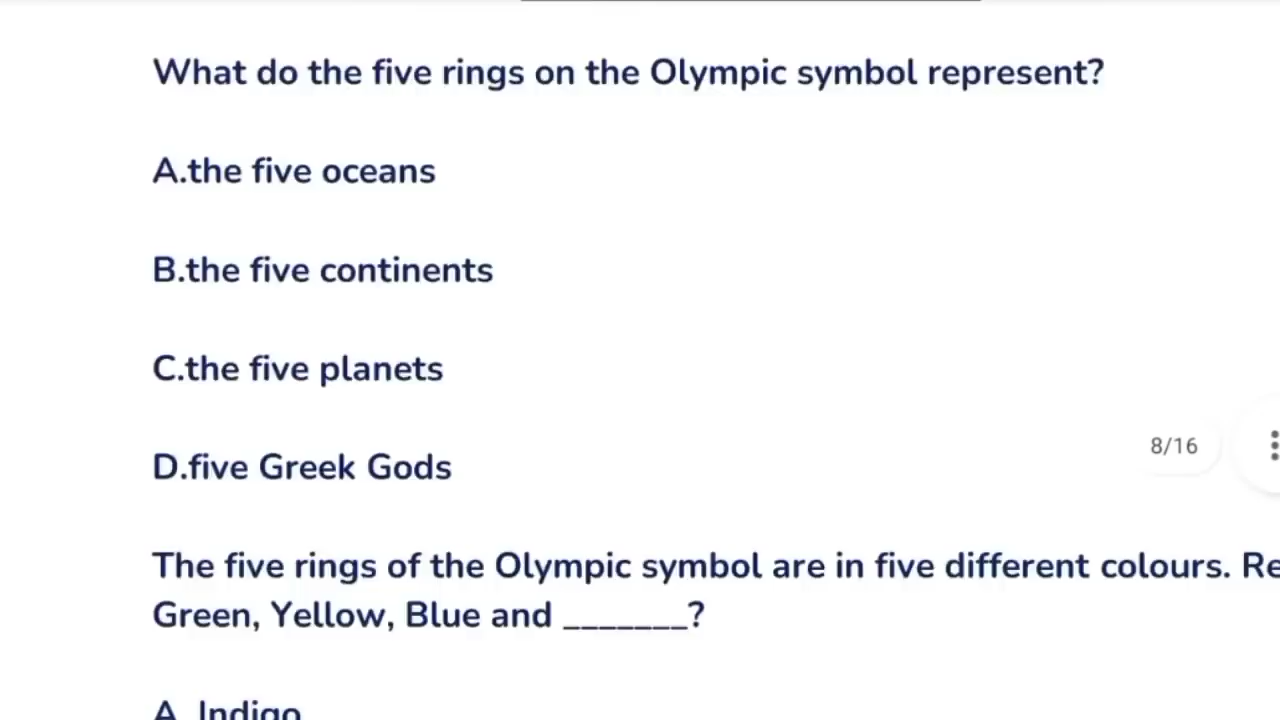 What do the five rings on the Olympic symbol represent?
A.the five oceans
B.the five continents
C.the five planets
8/16
D.five Greek Gods
The five rings of the Olympic symbol are in five different colours. Re
Green, Yellow, Blue and _______?
A. Indigo